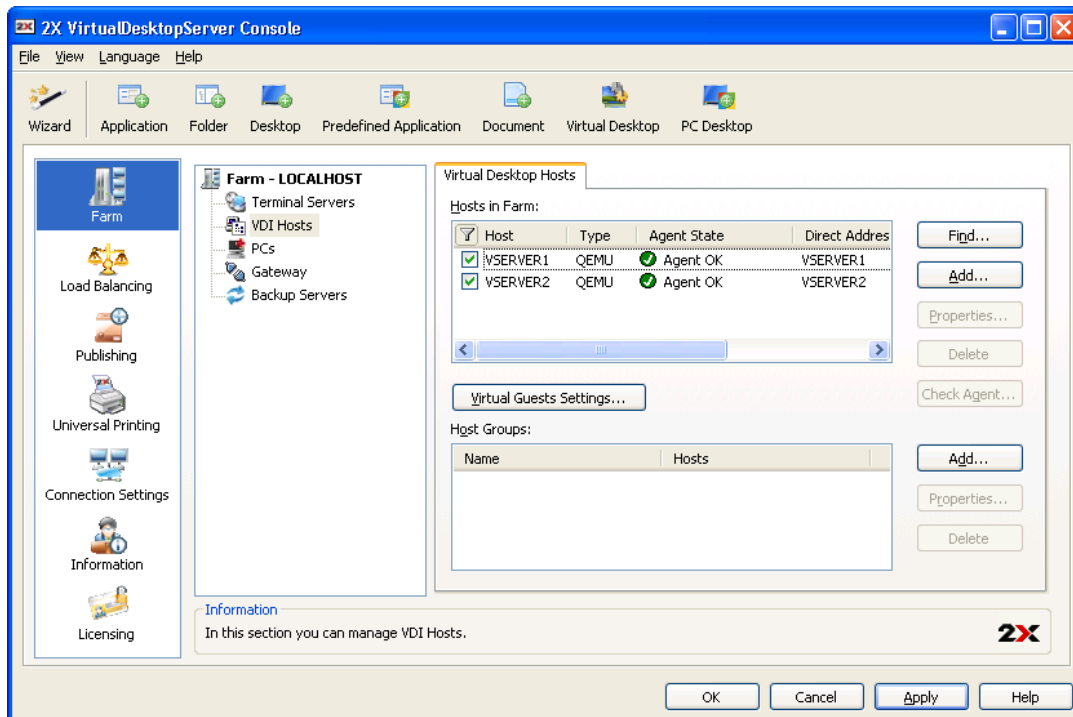 2X VirtualDesktopServer Console
File View Language Help
Wizard Application Folder Desktop Predefined Application Document Virtual Desktop PC Desktop
Farm
Load Balancing
Publishing
Universal Printing
Connection Settings
Information
Licensing
Farm - LOCALHOST
Terminal Servers
VDI Hosts
PCs
Gateway
Backup Servers
Virtual Desktop Hosts
Hosts in Farm:
Host Type Agent State Direct Addres
VSERVER1 QEMU Agent OK VSERVER1
VSERVER2 QEMU Agent OK VSERVER2
Find...
Add...
Properties...
Delete
Check Agent...
Virtual Guests Settings...
Host Groups:
Name Hosts
Add...
Properties...
Delete
Information
In this section you can manage VDI Hosts.
2X
OK Cancel Apply Help